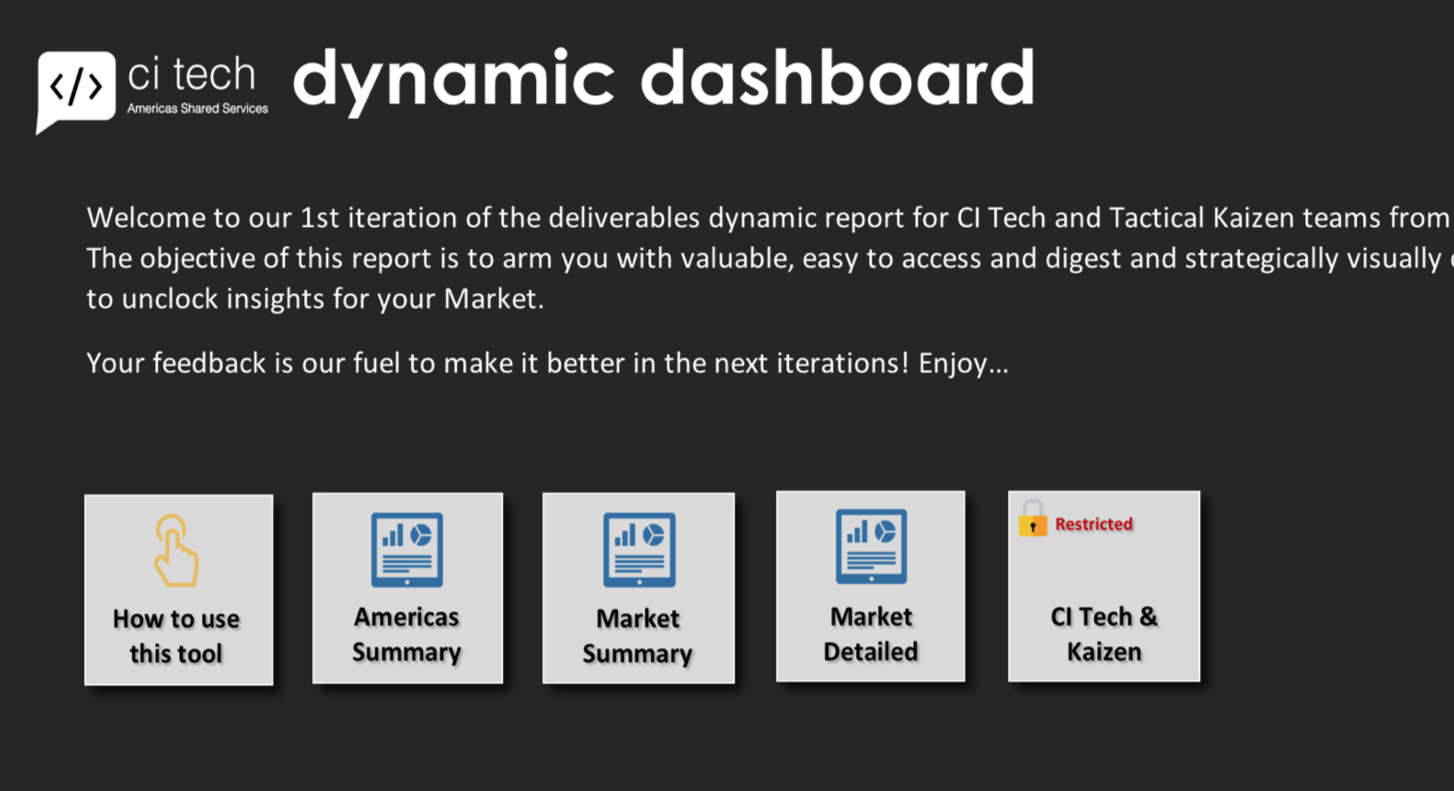 </>
ci tech
Americas Shared Services
dynamic dashboard
Welcome to our 1st iteration of the deliverables dynamic report for CI Tech and Tactical Kaizen teams from
The objective of this report is to arm you with valuable, easy to access and digest and strategically visually
to unclock insights for your Market.
Your feedback is our fuel to make it better in the next iterations! Enjoy...
How to use
this tool
Americas
Summary
Market
Summary
Market
Detailed
Restricted
CI Tech &
Kaizen